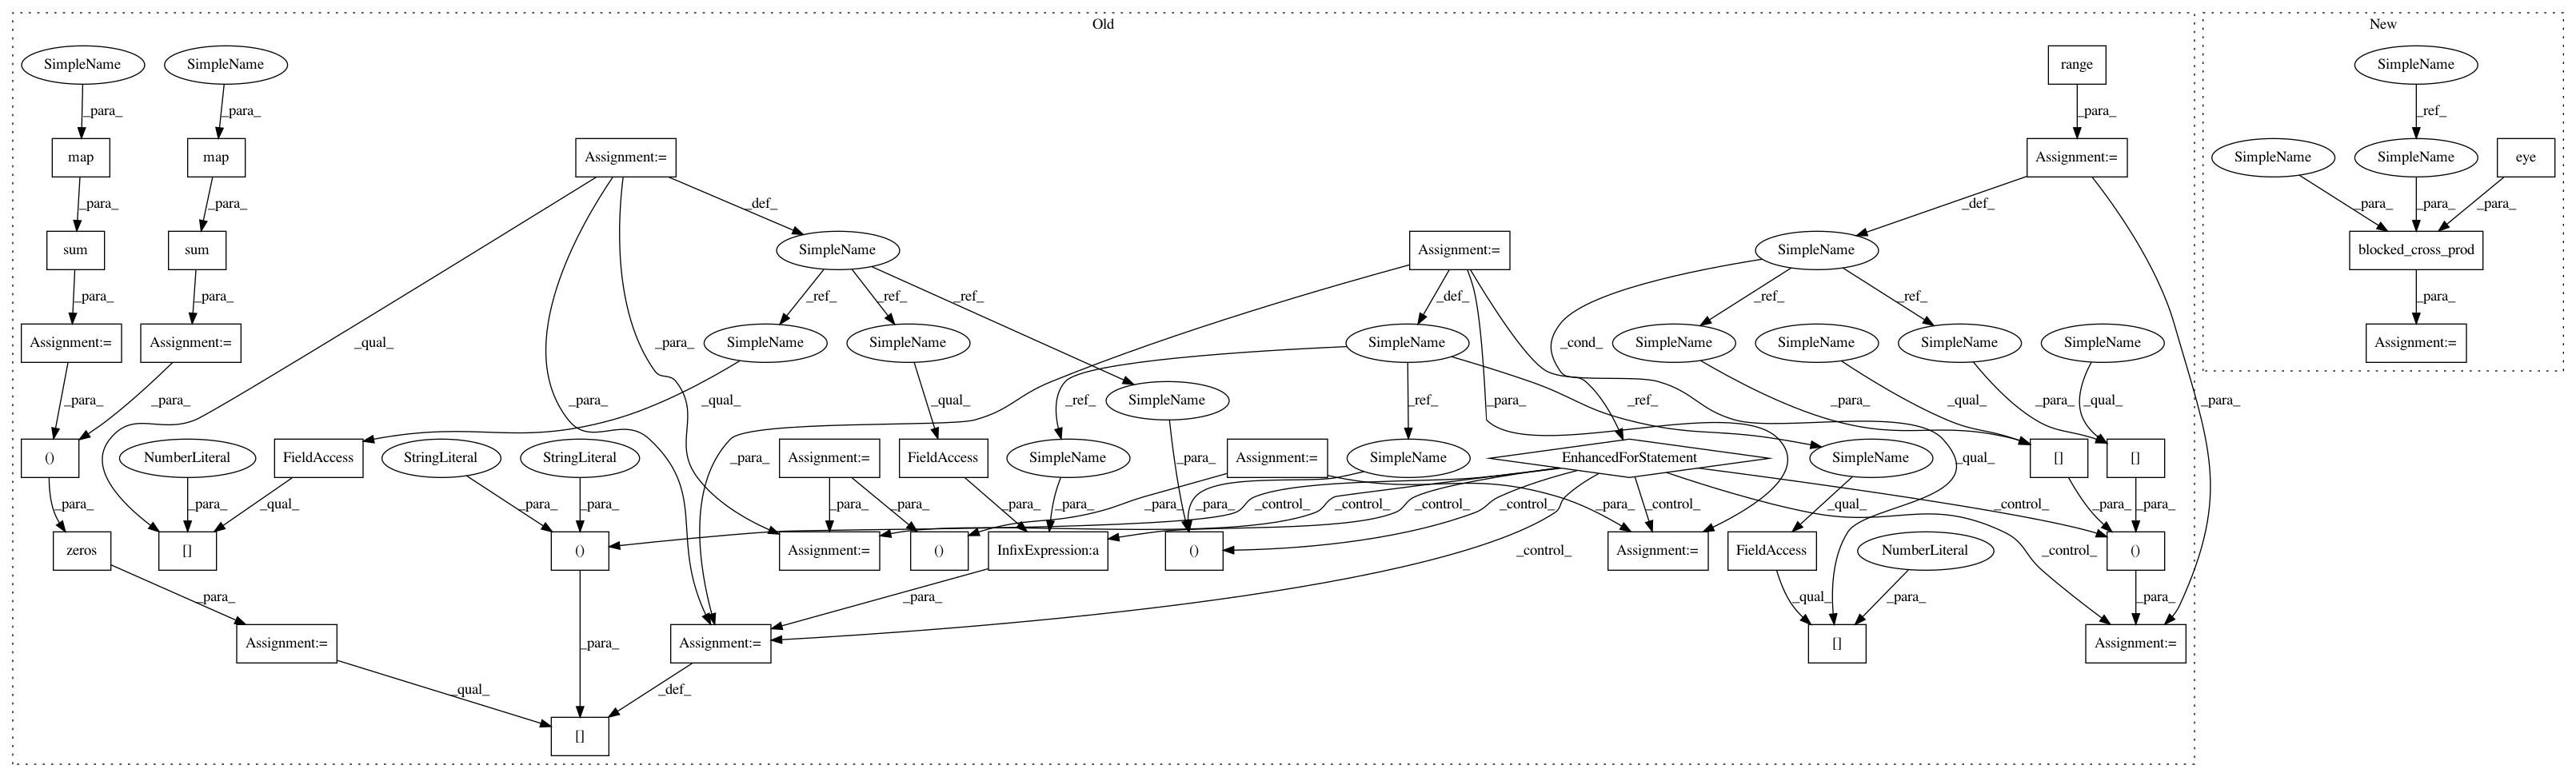 Old
New
SimpleName
SimpleName
range
SimpleName
_para_
_para_
_para_
_ref_
map
map
Assignment:=
Assignment:=
SimpleName
SimpleName
eye
_para_
_para_
_def_
_def_
_para_
_para_
_para_
sum
sum
SimpleName
Assignment:=
SimpleName
blocked_cross_prod
_para_
_para_
_ref_
_ref_
_ref_
_def_
_ref_
_ref_
_para_
Assignment:=
Assignment:=
_qual_
_para_
SimpleName
SimpleName
SimpleName
_cond_
SimpleName
SimpleName
SimpleName
SimpleName
Assignment:=
_para_
_para_
_para_
_qual_
_qual_
SimpleName
_ref_
_ref_
_para_
_ref_
_para_
_qual_
_para_
_qual_
_para_
()
NumberLiteral
FieldAccess
StringLiteral
StringLiteral
_para_
Assignment:=
FieldAccess
SimpleName
Assignment:=
SimpleName
EnhancedForStatement
SimpleName
_qual_
[]
[]
_para_
_para_
_qual_
_para_
_para_
_para_
_para_
_para_
_para_
_para_
_para_
_control_
_control_
_control_
_control_
_para_
_control_
_qual_
_control_
_control_
_para_
_para_
zeros
[]
()
Assignment:=
()
InfixExpression:a
()
Assignment:=
FieldAccess
NumberLiteral
()
_para_
_para_
_para_
_control_
_qual_
_para_
_para_
Assignment:=
Assignment:=
[]
Assignment:=
_qual_
_def_
[]